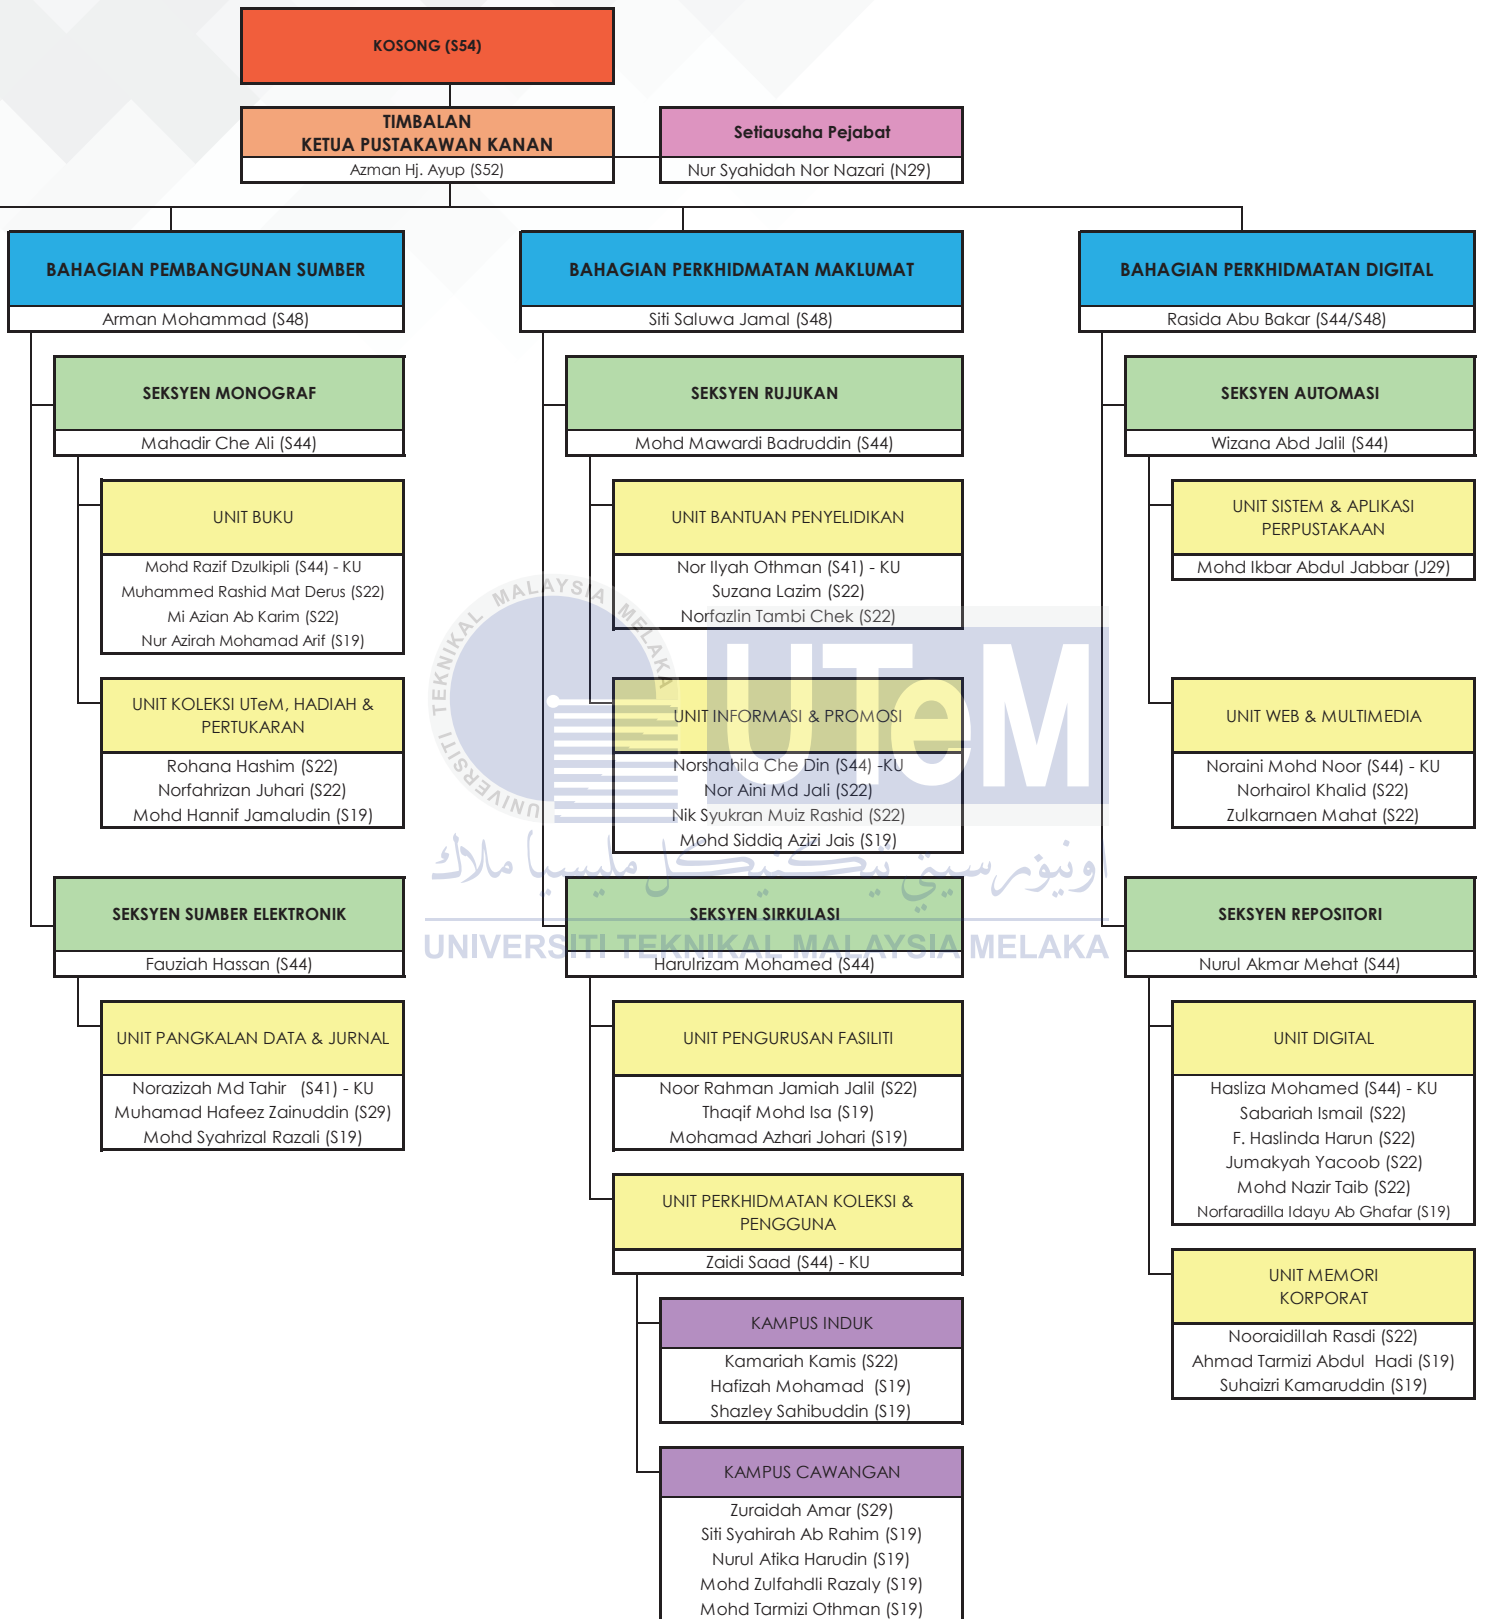 KOSONG (S54)
TIMBALAN
KETUA PUSTAKAWAN KANAN
Azman Hj. Ayup (S52)
Setiausaha Pejabat
Nur Syahidah Nor Nazari (N29)
BAHAGIAN PEMBANGUNAN SUMBER
Arman Mohammad (S48)
SEKSYEN MONOGRAF
Mahadir Che Ali (S44)
UNIT BUKU
Mohd Razif Dzulkipli (S44) - KU
Muhammed Rashid Mat Derus (S22)
Mi Azian Ab Karim (S22)
Nur Azirah Mohamad Arif (S19)
UNIT KOLEKSI UTeM, HADIAH &
PERTUKARAN
Rohana Hashim (S22)
Norfahrizan Juhari (S22)
Mohd Hannif Jamaludin (S19)
SEKSYEN SUMBER ELEKTRONIK
Fauziah Hassan (S44)
UNIT PANGKALAN DATA & JURNAL
Norazizah Md Tahir (S41) - KU
Muhamad Hafeez Zainuddin (S29)
Mohd Syahrizal Razali (S19)
BAHAGIAN PERKHIDMATAN MAKLUMAT
Siti Saluwa Jamal (S48)
SEKSYEN RUJUKAN
Mohd Mawardi Badruddin (S44)
UNIT BANTUAN PENYELIDIKAN
Nor Ilyah Othman (S41) - KU
Suzana Lazim (S22)
Norfazlin Tambi Chek (S22)
UNIT INFORMASI & PROMOSI
Norshahila Che Din (S44) -KU
Nor Aini Md Jali (S22)
Nik Syukran Muiz Rashid (S22)
Mohd Siddiq Azizi Jais (S19)
SEKSYEN SIRKULASI
Harulrizam Mohamed (S44)
UNIT PENGURUSAN FASILITI
Noor Rahman Jamiah Jalil (S22)
Thaqif Mohd Isa (S19)
Mohamad Azhari Johari (S19)
UNIT PERKHIDMATAN KOLEKSI &
PENGGUNA
Zaidi Saad (S44) - KU
KAMPUS INDUK
Kamariah Kamis (S22)
Hafizah Mohamad (S19)
Shazley Sahibuddin (S19)
KAMPUS CAWANGAN
Zuraidah Amar (S29)
Siti Syahirah Ab Rahim (S19)
Nurul Atika Harudin (S19)
Mohd Zulfahdli Razaly (S19)
Mohd Tarmizi Othman (S19)
BAHAGIAN PERKHIDMATAN DIGITAL
Rasida Abu Bakar (S44/S48)
SEKSYEN AUTOMASI
Wizana Abd Jalil (S44)
UNIT SISTEM & APLIKASI
PERPUSTAKAAN
Mohd Ikbar Abdul Jabbar (J29)
UNIT WEB & MULTIMEDIA
Noraini Mohd Noor (S44) - KU
Norhairol Khalid (S22)
Zulkarnaen Mahat (S22)
SEKSYEN REPOSITORI
Nurul Akmar Mehat (S44)
UNIT DIGITAL
Hasliza Mohamed (S44) - KU
Sabariah Ismail (S22)
F. Haslinda Harun (S22)
Jumakyah Yacoob (S22)
Mohd Nazir Taib (S22)
Norfaradilla Idayu Ab Ghafar (S19)
UNIT MEMORI
KORPORAT
Nooraidillah Rasdi (S22)
Ahmad Tarmizi Abdul Hadi (S19)
Suhaizri Kamaruddin (S19)
UNIVERSITI TEKNIKAL MALAYSIA MELAKA
UTeM
اونيۏرسيتي تيكنيكل مليسيا ملاك
UNIVERSITI TEKNIKAL MALAYSIA MELAKA